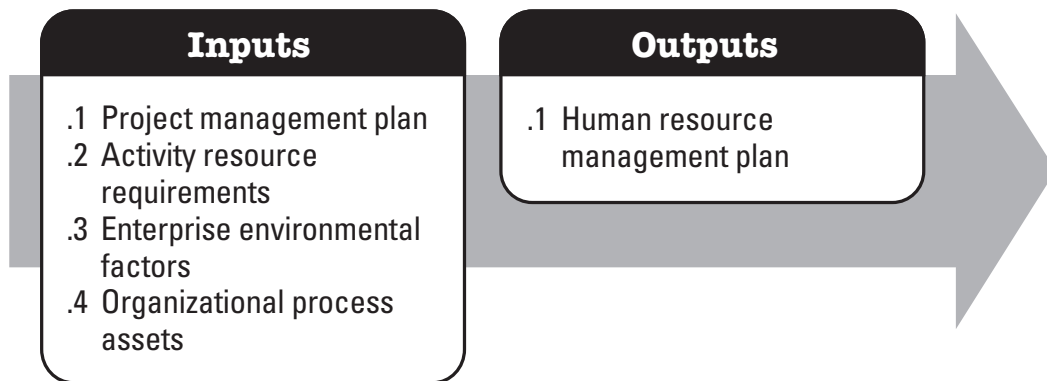 Inputs
.1 Project management plan
.2 Activity resource
requirements
.3 Enterprise environmental
factors
.4 Organizational process
assets
Outputs
.1 Human resource
management plan